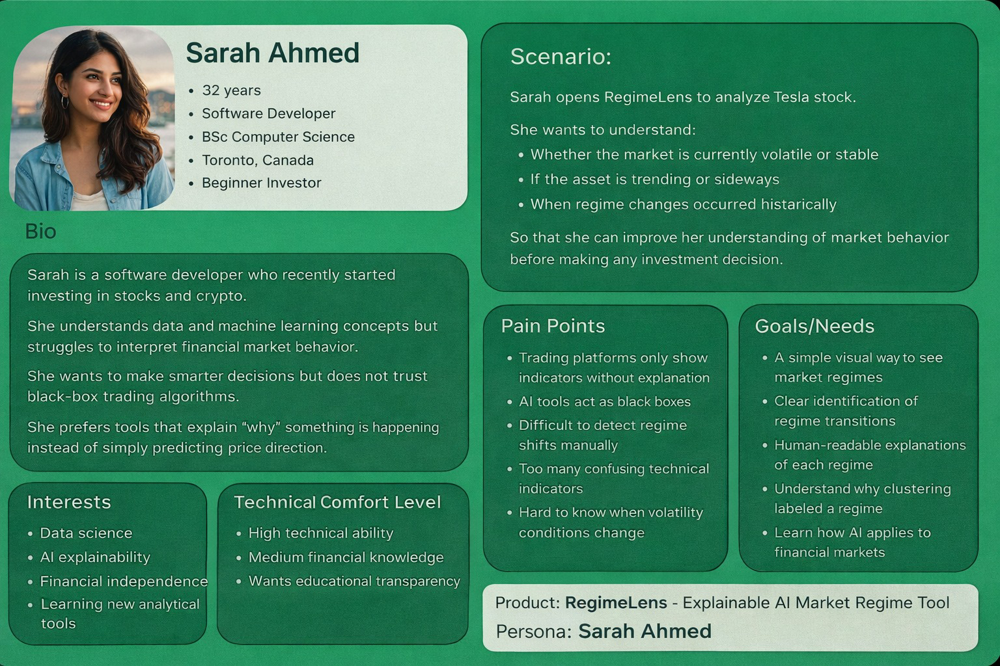 Sarah Ahmed
• 32 years
• Software Developer
• BSc Computer Science
• Toronto, Canada
• Beginner Investor
Bio
Sarah is a software developer who recently started
investing in stocks and crypto.
She understands data and machine learning concepts but
struggles to interpret financial market behavior.
She wants to make smarter decisions but does not trust
black-box trading algorithms.
She prefers tools that explain “why” something is happening
instead of simply predicting price direction.
Interests
• Data science
• AI explainability
• Financial independence
• Learning new analytical
tools
Technical Comfort Level
• High technical ability
• Medium financial knowledge
• Wants educational transparency
Scenario:
Sarah opens RegimeLens to analyze Tesla stock.
She wants to understand:
• Whether the market is currently volatile or stable
• If the asset is trending or sideways
• When regime changes occurred histarically
So that she can improve her understanding of market behavior
before making any investment decision.
Pain Points
• Trading platforms only show
indicators without explanation
• AI tools act as black boxes
• Difficult to detect regime
shifts manually
• Too many confusing technical
indicators
• Hard to know when volatility
conditions change
Goals/Needs
• A simple visual way to see
market regimes
• Clear identification of
regime transitions
• Human-readable explanations
of each regime
• Understand why clustering
labeled a regime
• Learn how AI applies to
financial markets
Product: RegimeLens - Explainable AI Market Regime Tool
Persona: Sarah Ahmed